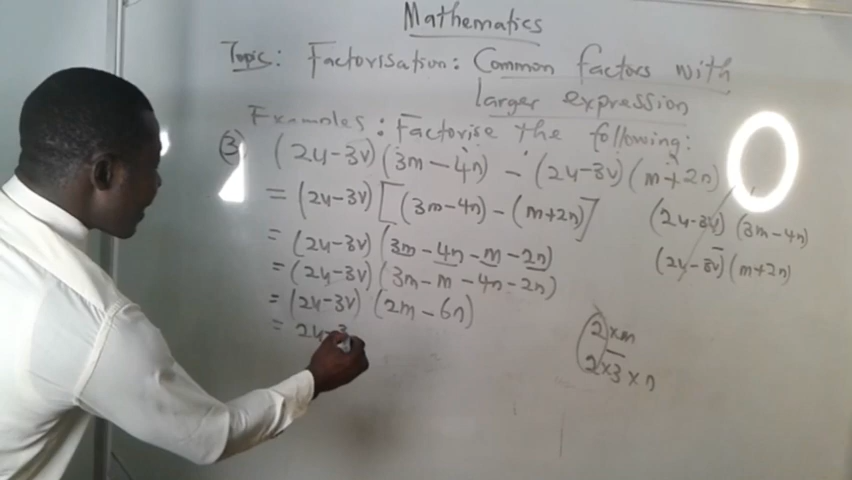 Mathematics
Topic: Factorisation: Common factors with
larger expression
Examples: Factorise the following:
(3) (2u-3v)(3m-4n) - (2u-3v)(m+2n)
= (2u-3v)[(3m-4n)-(m+2n)]
= (2u-3v)(3m-4n-m-2n)
= (2u-3v)(3m-m-4n-2n)
= (2u-3v)(2m-6n)
= 2u-3
(2u-3v)(3m-4n)
-
(2u-3v)(m+2n)
2×m
-
2×3×n